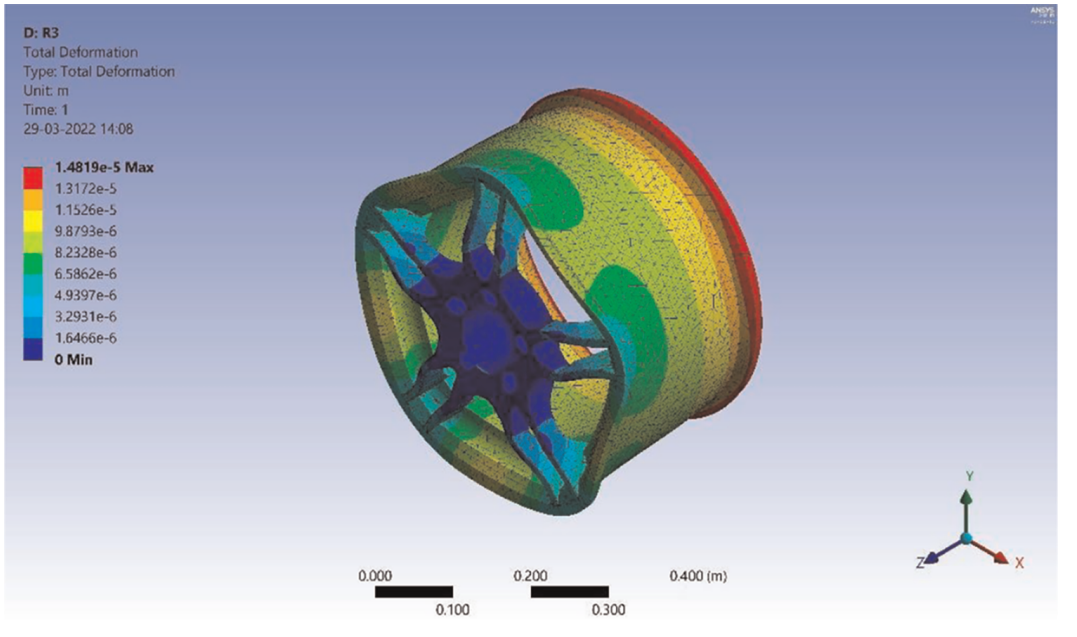 ANSYS
D: R3
Total Deformation
Type: Total Deformation
Unit: m
Time: 1
29-03-2022 14:08
1.4819e-5 Max
1.3172e-5
1.1526e-5
9.8793e-6
8.2328e-6
6.5862e-6
4.9397e-6
3.2931e-6
1.6466e-6
0 Min
Y
Z
X
0.000
0.200
0.400 (m)
0.100
0.300